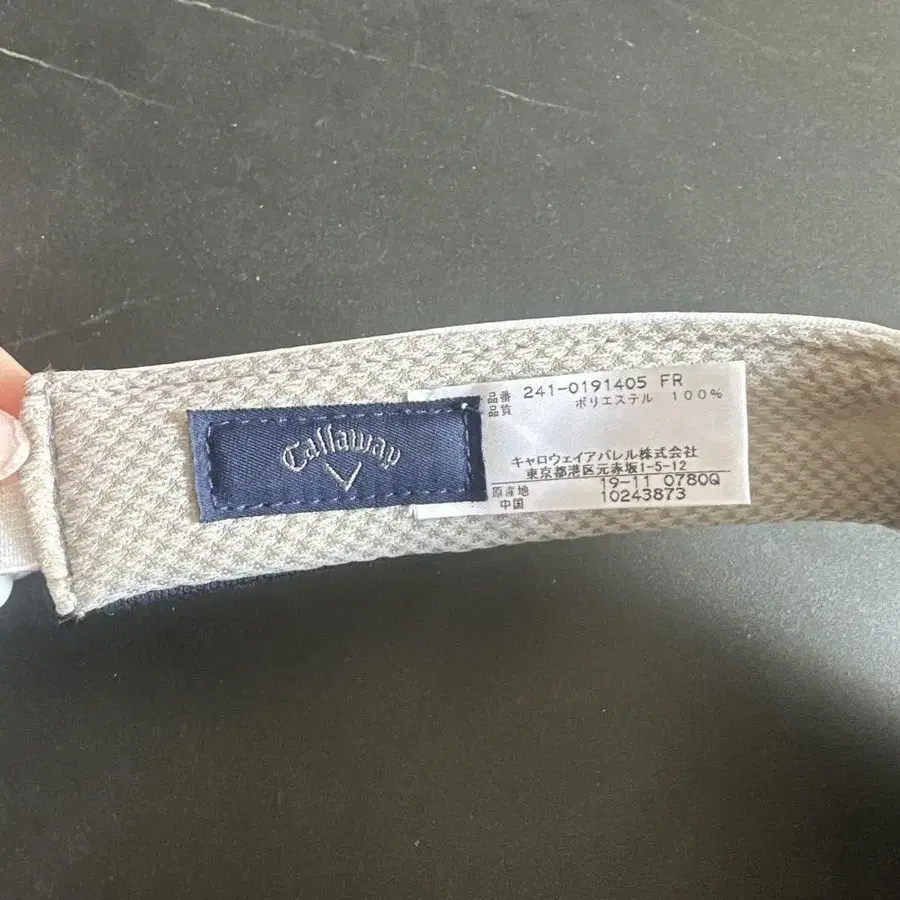 Callaway
品番 241-0191405 FR
品質 ポリエステル 100%
キャロウェイアパレル株式会社
東京都港区元赤坂1-5-12
原産地 19-11 0780Q
中国 10243873